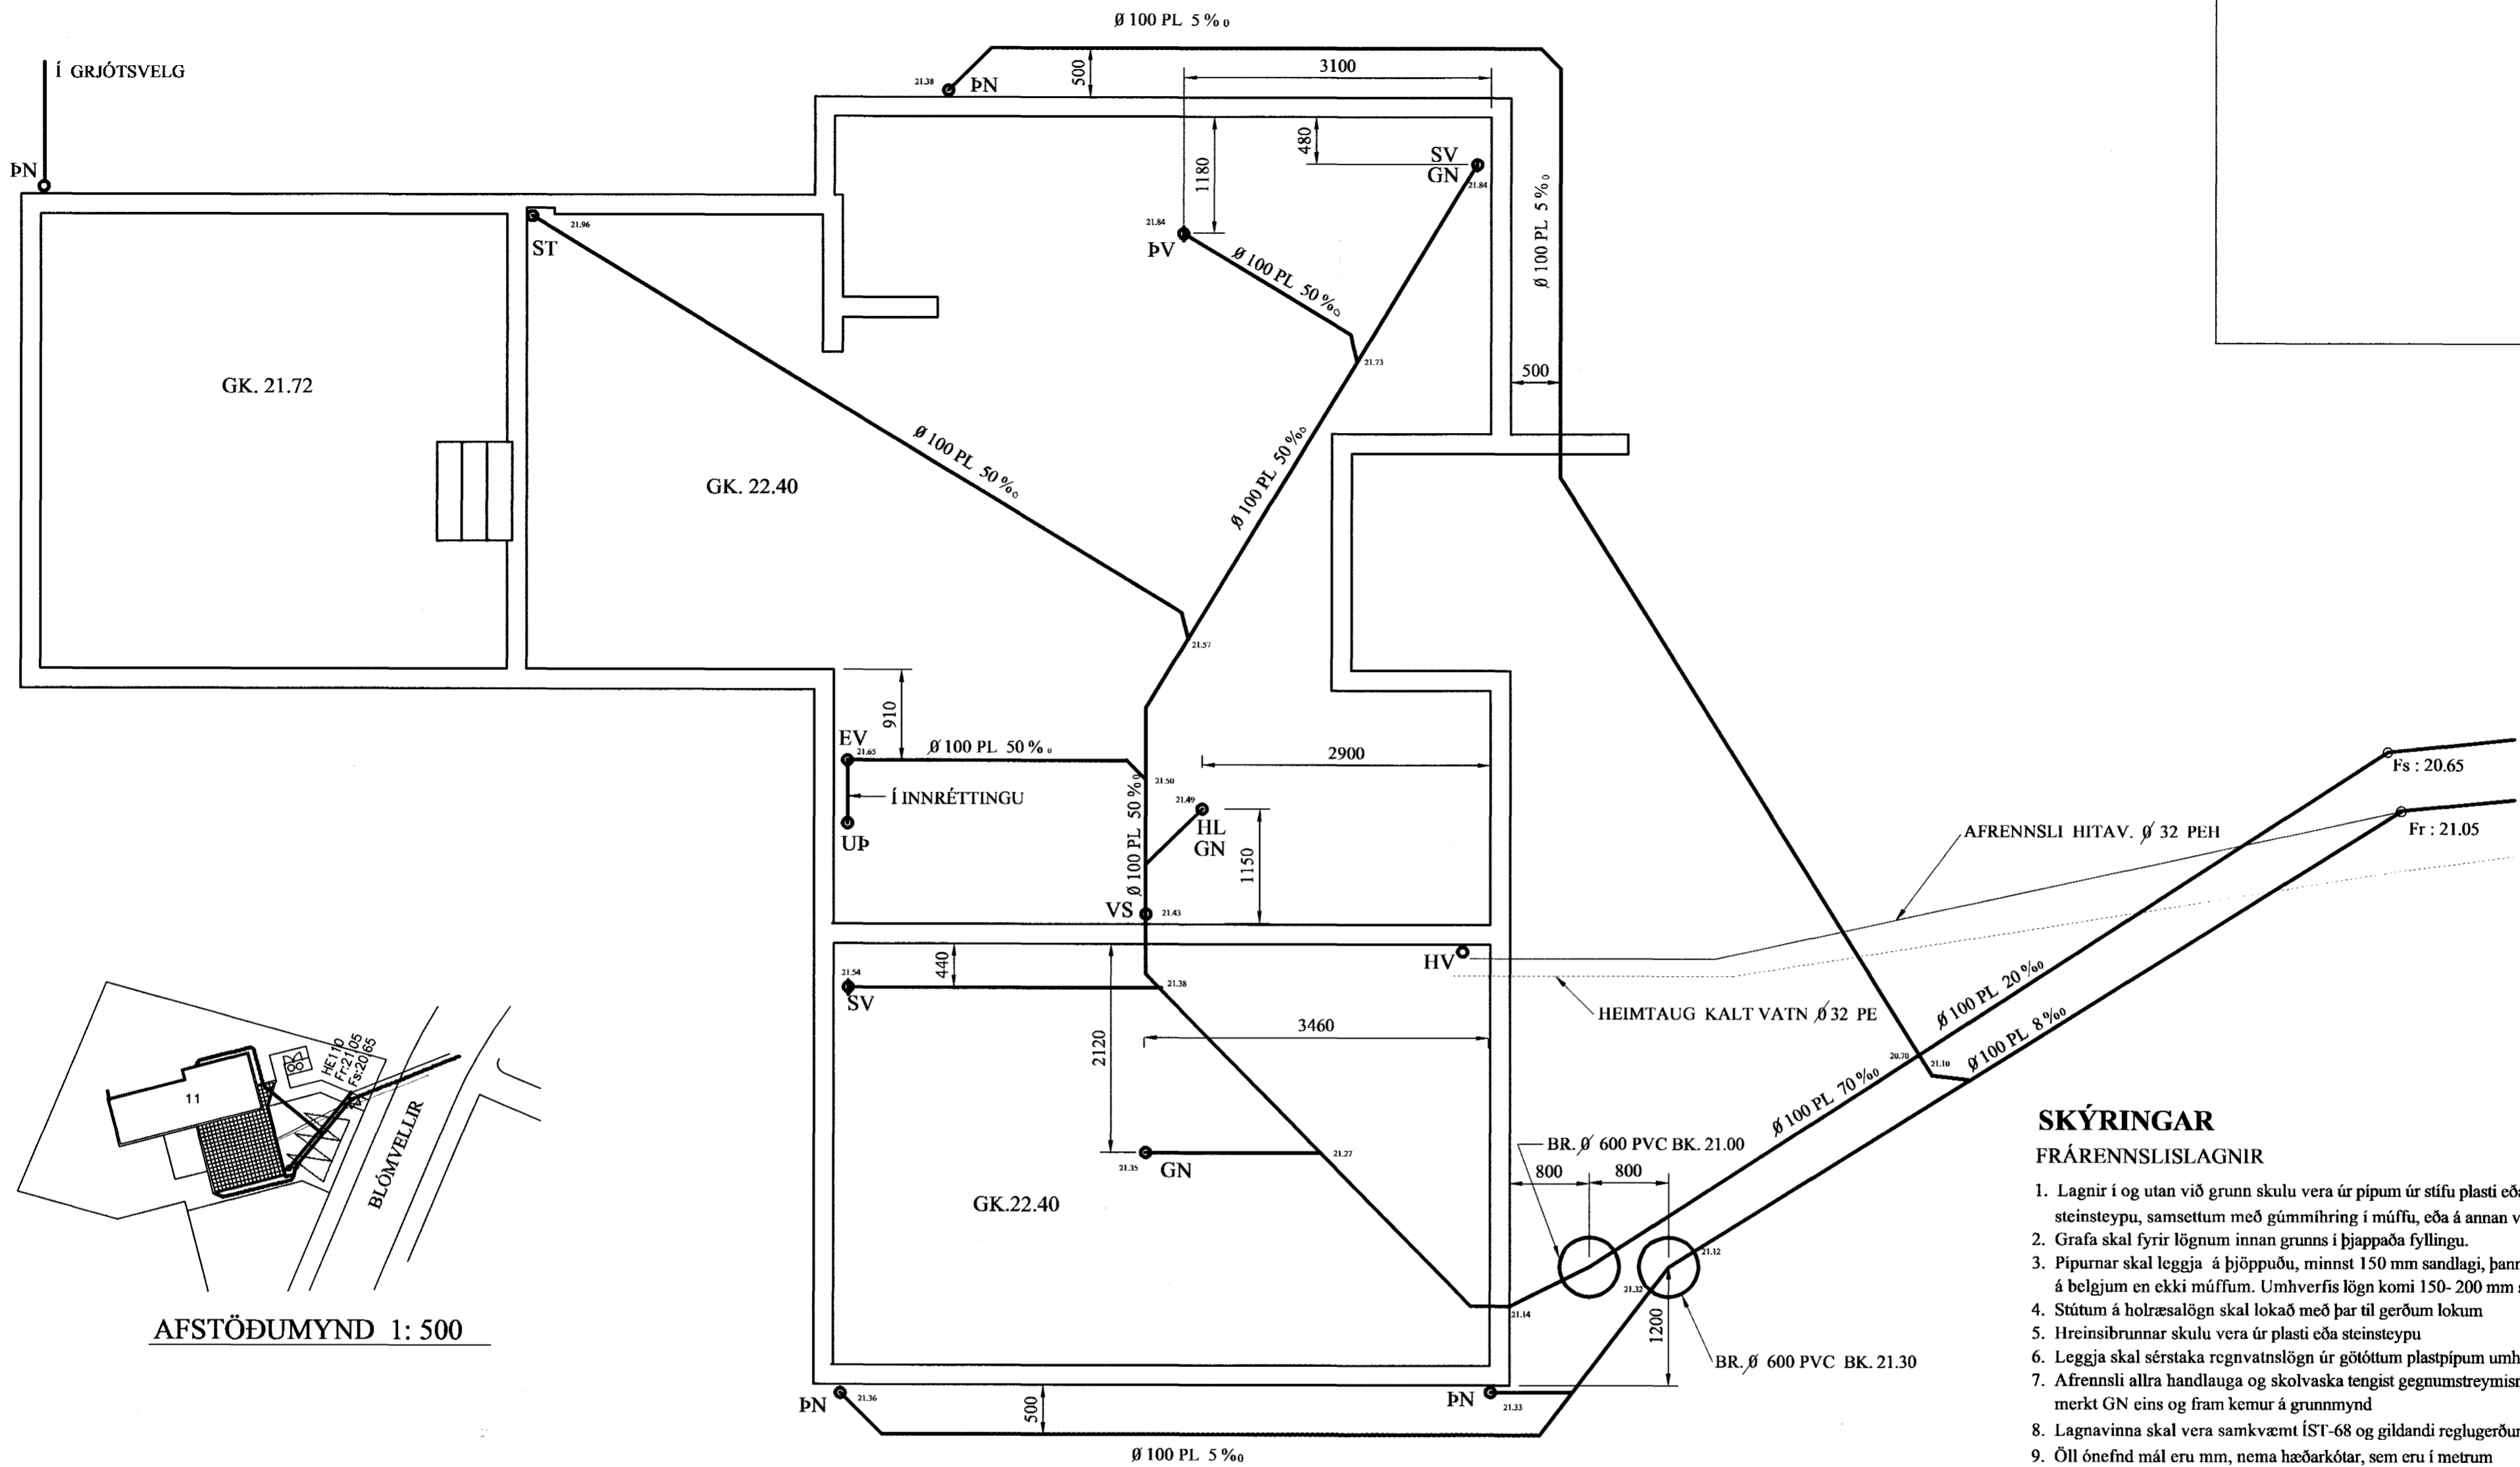 Ø 100 PL 5 ‰
Í GRJÓTSVELG
ÞN
21.38
ÞN
500
3100
1180
480
SV
GN
21.84
Ø 100 PL 5 ‰
21.84
ÞV
Ø 100 PL 50 ‰
21.73
500
ST
21.96
GK. 21.72
GK. 22.40
Ø 100 PL 50 ‰
Ø 100 PL 50 ‰
21.57
910
EV
21.65
Ø 100 PL 50 ‰
Í INNRÉTTINGU
UÞ
21.50
Ø 100 PL 50 ‰
2900
21.49
HL
GN
1150
VS
21.43
Fs : 20.65
Fr : 21.05
AFRENNSLI HITAV. Ø 32 PEH
HV
HEIMTAUG KALT VATN Ø 32 PE
440
21.54
SV
21.38
3460
2120
21.35
GN
21.27
GK.22.40
Ø 100 PL 20 ‰
20.70
21.10
Ø 100 PL 8 ‰
Ø 100 PL 70 ‰
BR. Ø 600 PVC BK. 21.00
800
800
21.12
21.32
21.14
1200
BR. Ø 600 PVC BK. 21.30
ÞN
21.36
500
ÞN
21.33
Ø 100 PL 5 ‰
HE110
Fr:21.05
Fs:20.65
11
BLÓMVELLIR
AFSTÖÐUMYND 1: 500
SKÝRINGAR
FRÁRENNSLISLAGNIR
1. Lagnir í og utan við grunn skulu vera úr pípum úr stífu plasti eða
steinsteypu, samsettum með gúmmíhring í múffu, eða á annan v
2. Grafa skal fyrir lögnum innan grunns í þjappaða fyllingu.
3. Pípurnar skal leggja á þjöppuðu, minnst 150 mm sandlagi, þann
á belgjum en ekki múffum. Umhverfis lögn komi 150- 200 mm s
4. Stútum á holræsalögn skal lokað með þar til gerðum lokum
5. Hreinsibrunnar skulu vera úr plasti eða steinsteypu
6. Leggja skal sérstaka regnvatnslögn úr götóttum plastpípum umh
7. Afrennsli allra handlauga og skolvaska tengist gegnumstreymisn
merkt GN eins og fram kemur á grunnmynd
8. Lagnavinna skal vera samkvæmt ÍST-68 og gildandi reglugerðum
9. Öll ónefnd mál eru mm, nema hæðarkótar, sem eru í metrum